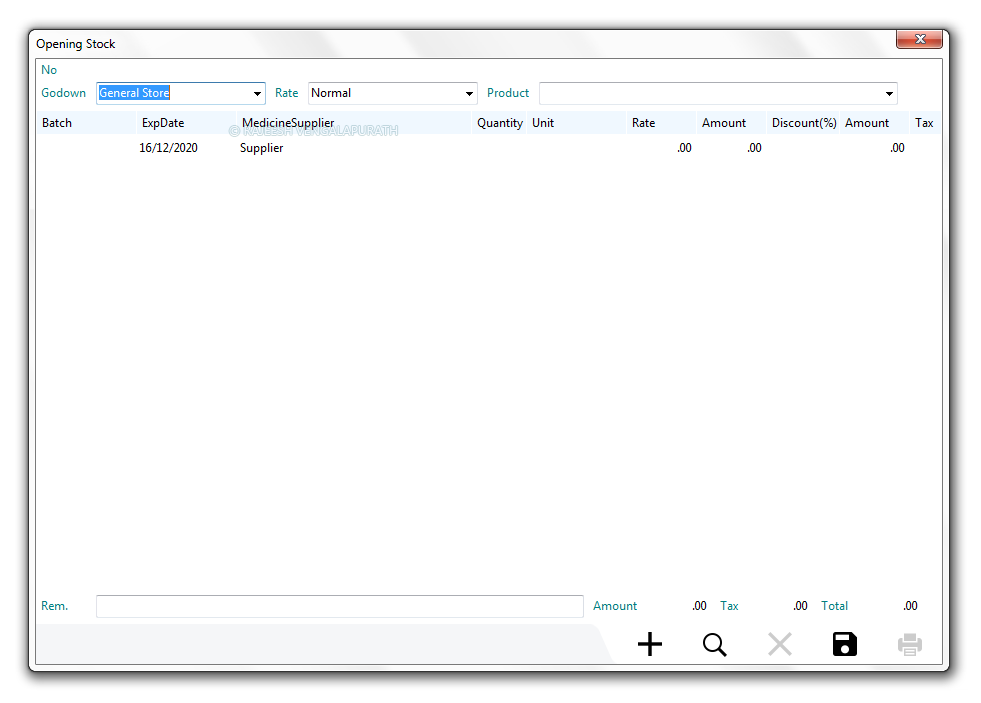 Opening Stock
No
Godown General Store Rate Normal Product
Batch ExpDate MedicineSupplier Quantity Unit Rate Amount Discount(%) Amount Tax
© RAJEESH VENGALAPURATH
16/12/2020 Supplier .00 .00 .00
Rem. Amount .00 Tax .00 Total .00